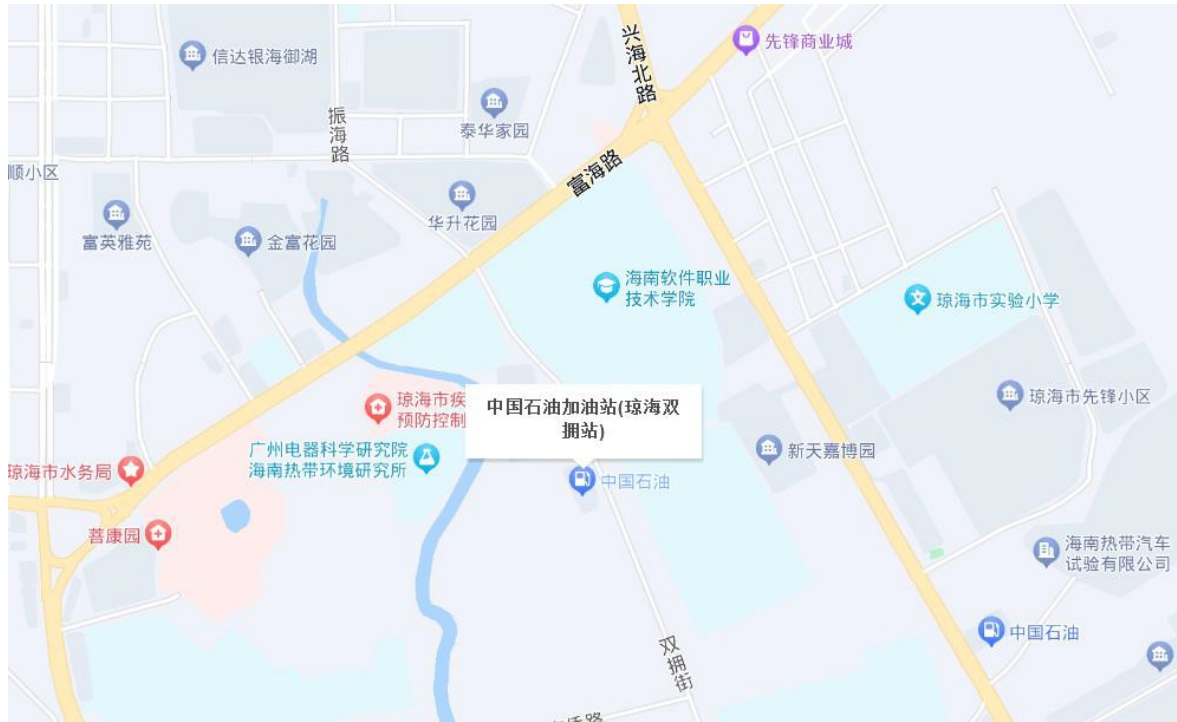 先锋商业城
兴海北路
信达银海御湖
泰华家园
振海路
富海路
顺小区
华升花园
富英雅苑
金富花园
海南软件职业
技术学院
琼海市实验小学
琼海市疾
预防控制
中国石油加油站(琼海双
拥站)
琼海市先锋小区
广州电器科学研究院
海南热带环境研究所
新天嘉博园
琼海市水务局
中国石油
菩康园
海南热带汽车
试验有限公司
中国石油
双拥街